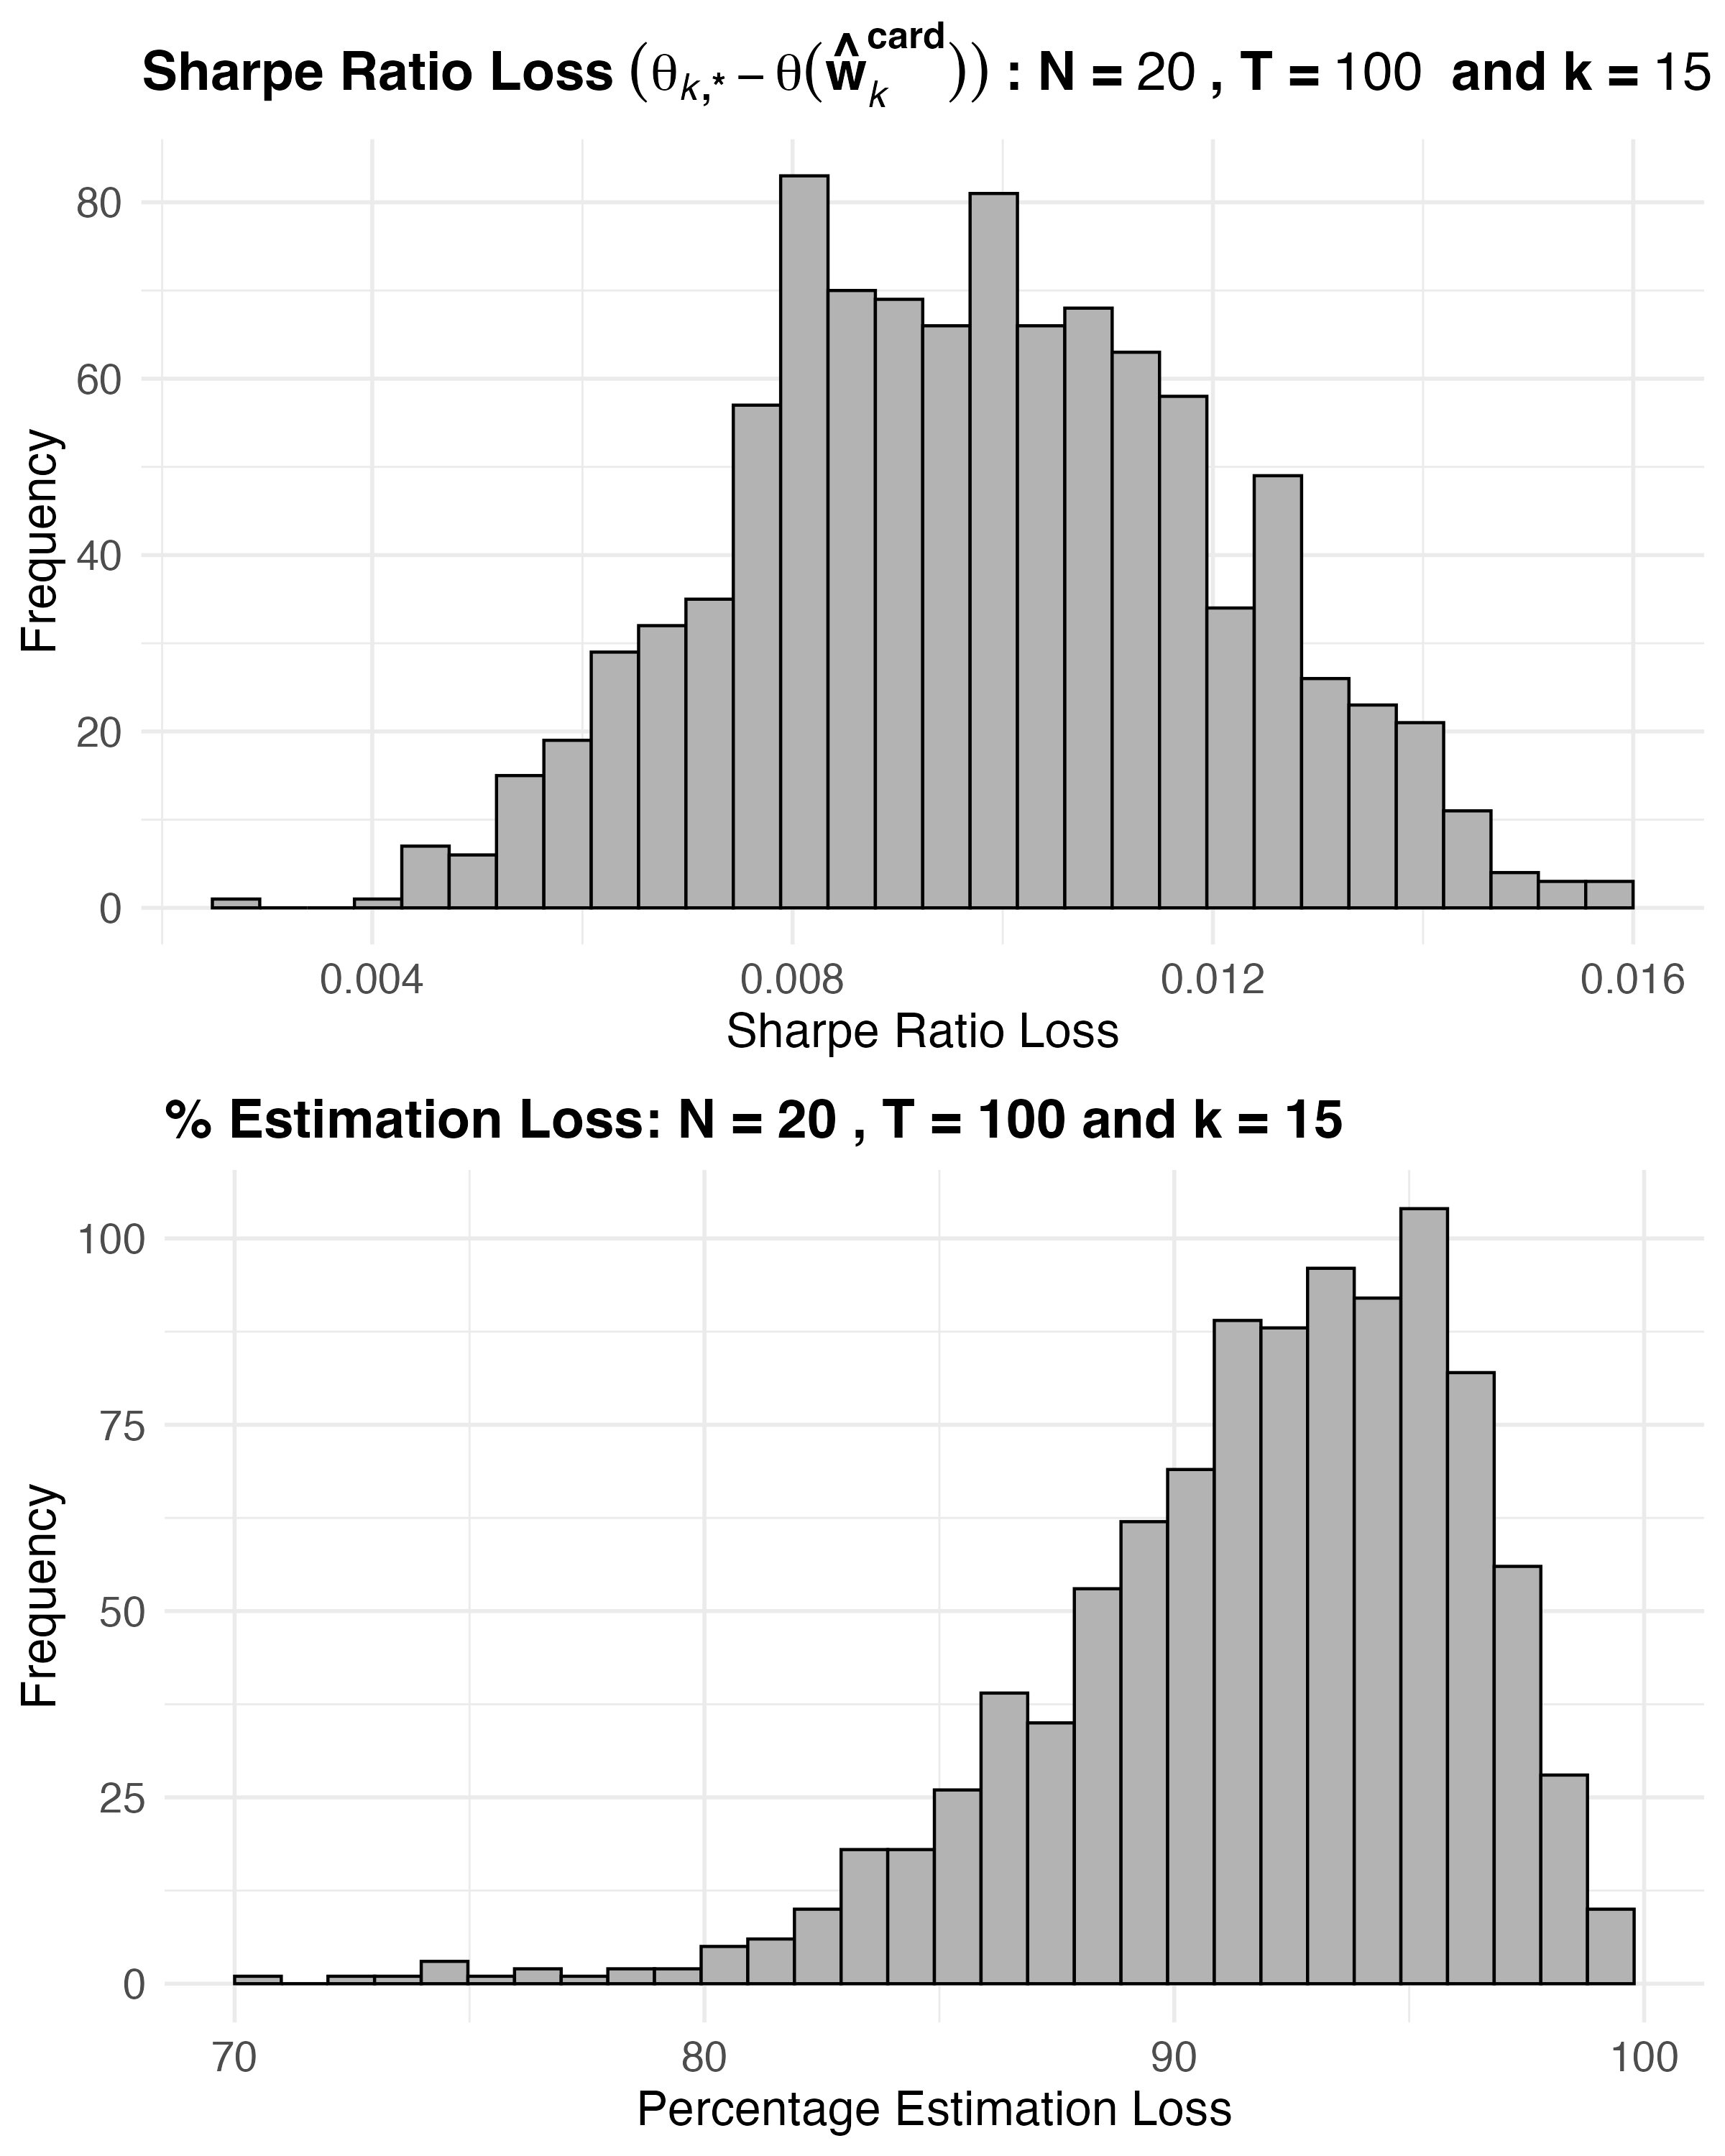 Sharpe Ratio Loss (θk,* − θ(ŵk^card)) : N = 20 , T = 100 and k = 15
80
60
40
20
0
Frequency
0.004 0.008 0.012 0.016
Sharpe Ratio Loss
% Estimation Loss: N = 20 , T = 100 and k = 15
100
75
50
25
0
Frequency
70 80 90 100
Percentage Estimation Loss